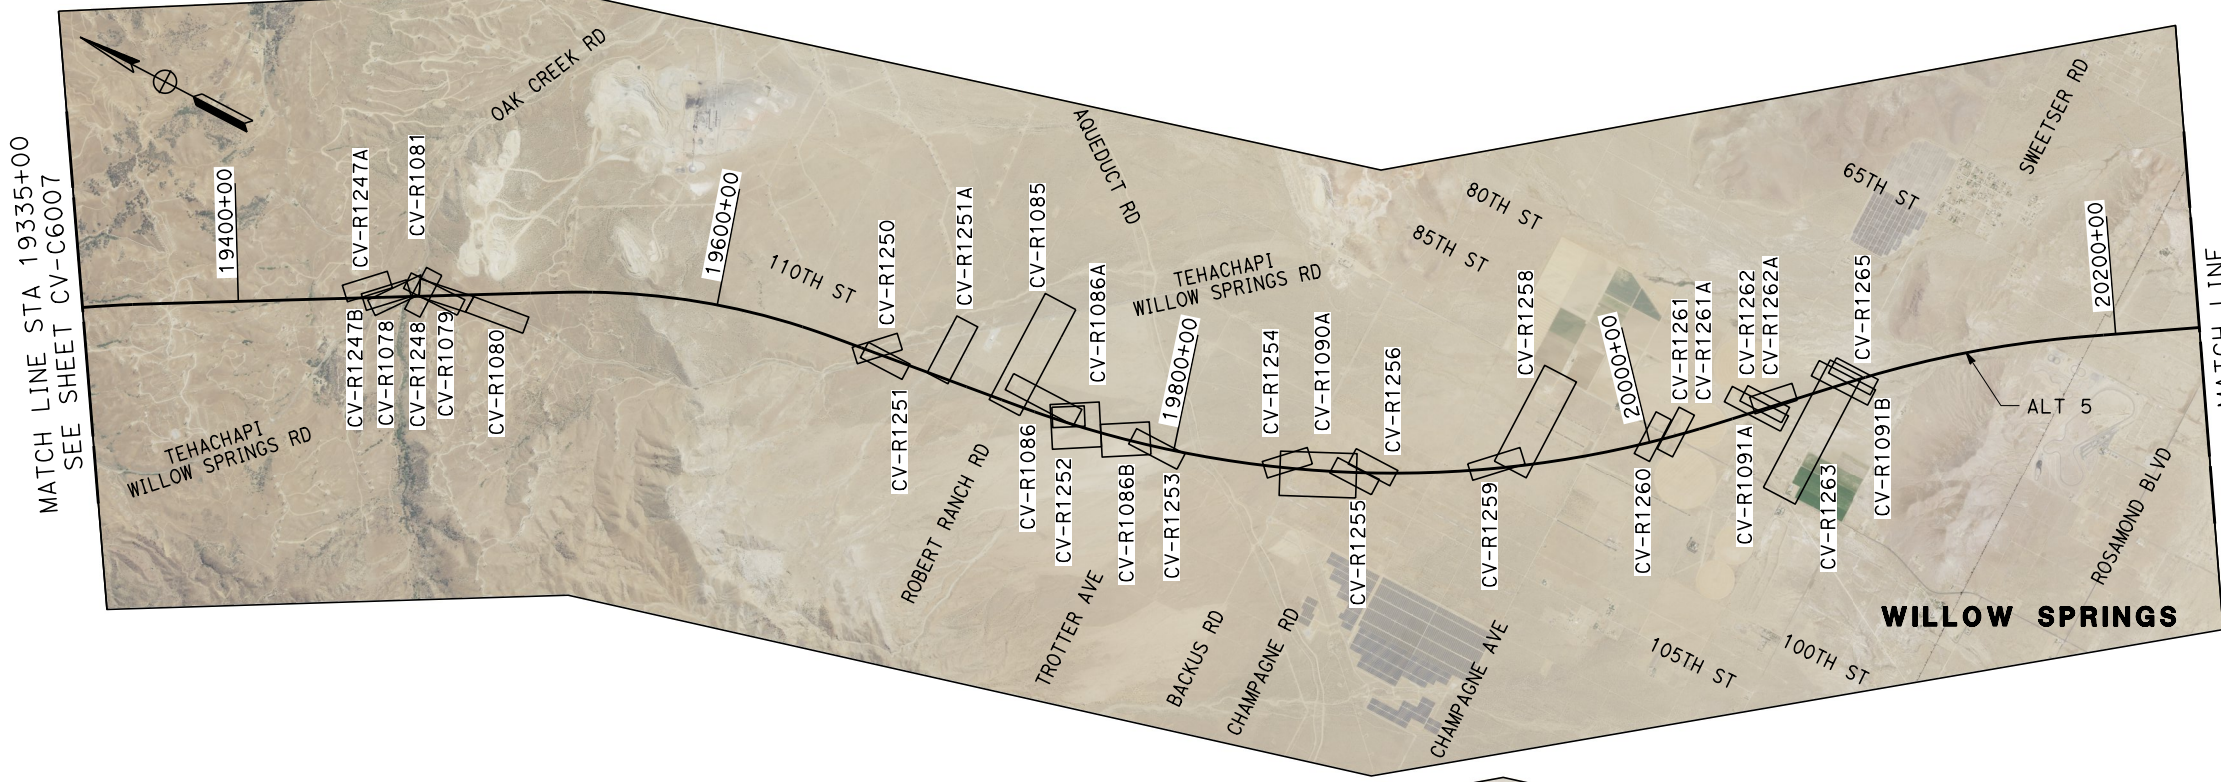 MATCH LINE STA 19335+00
SEE SHEET CV-C6007
19400+00
CV-R1247A
CV-R1081
OAK CREEK RD
CV-R1247B
CV-R1078
CV-R1248
CV-R1079
CV-R1080
TEHACHAPI
WILLOW SPRINGS RD
19600+00
110TH ST
CV-R1250
CV-R1251A
CV-R1085
CV-R1086A
AQUEDUCT RD
TEHACHAPI
WILLOW SPRINGS RD
CV-R1251
ROBERT RANCH RD
CV-R1086
CV-R1252
CV-R1086B
CV-R1253
19800+00
TROTTER AVE
BACKUS RD
CHAMPAGNE RD
CV-R1254
CV-R1090A
CV-R1256
CV-R1255
80TH ST
85TH ST
CV-R1258
CV-R1259
CHAMPAGNE AVE
20000+00
CV-R1261
CV-R1261A
CV-R1262
CV-R1262A
CV-R1265
CV-R1260
CV-R1091A
CV-R1263
CV-R1091B
65TH ST
SWEETSER RD
20200+00
ALT 5
105TH ST
100TH ST
ROSAMOND BLVD
WILLOW SPRINGS